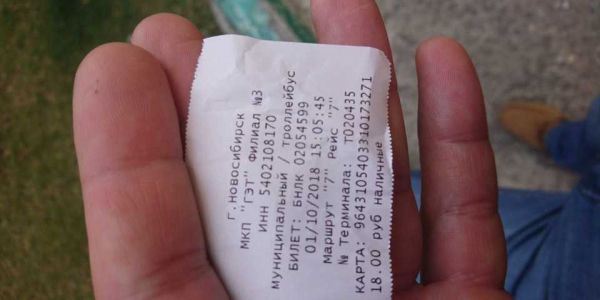 г.Новосибирск
МКП "ГЭТ" Филиал №3
ИНН 5402108170
муниципальный / троллейбус
БИЛЕТ: БНЛК 02054599
01/10/2018 15:05:45
Маршрут "7" Рейс "7"
№ Терминала: T020435
КАРТА: 9643105403310173271
18.00 руб наличные